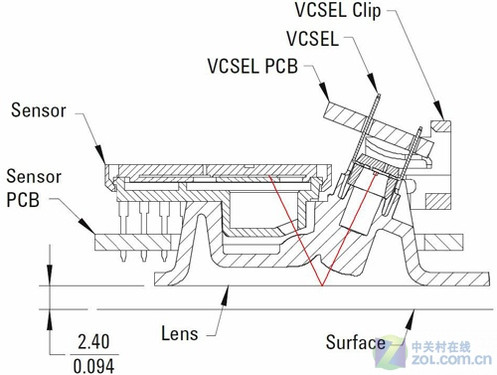 VCSEL Clip
VCSEL
VCSEL PCB
Sensor
Sensor
PCB
Lens
Surface
2.40
0.094
中关村在线
ZOL.com.cn